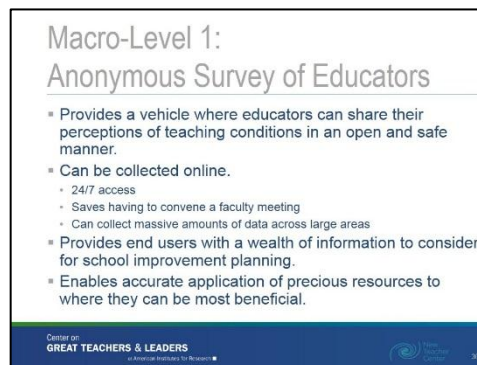 Macro-Level 1:
Anonymous Survey of Educators
▪ Provides a vehicle where educators can share their
perceptions of teaching conditions in an open and safe
manner.
▪ Can be collected online.
• 24/7 access
• Saves having to convene a faculty meeting
• Can collect massive amounts of data across large areas
▪ Provides end users with a wealth of information to consider
for school improvement planning.
▪ Enables accurate application of precious resources to
where they can be most beneficial.
Center on
GREAT TEACHERS & LEADERS
at American Institutes for Research ■
New
Teacher
Center